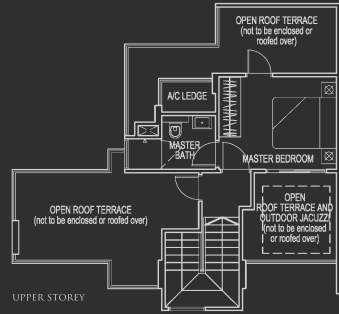 OPEN ROOF TERRACE
(not to be enclosed or
roofed over)
A/C LEDGE
MASTER
BATH
MASTER BEDROOM
OPEN ROOF TERRACE
(not to be enclosed or roofed over)
OPEN
ROOF TERRACE AND
OUTDOOR JACUZZI
(not to be enclosed
or roofed over)
UPPER STOREY